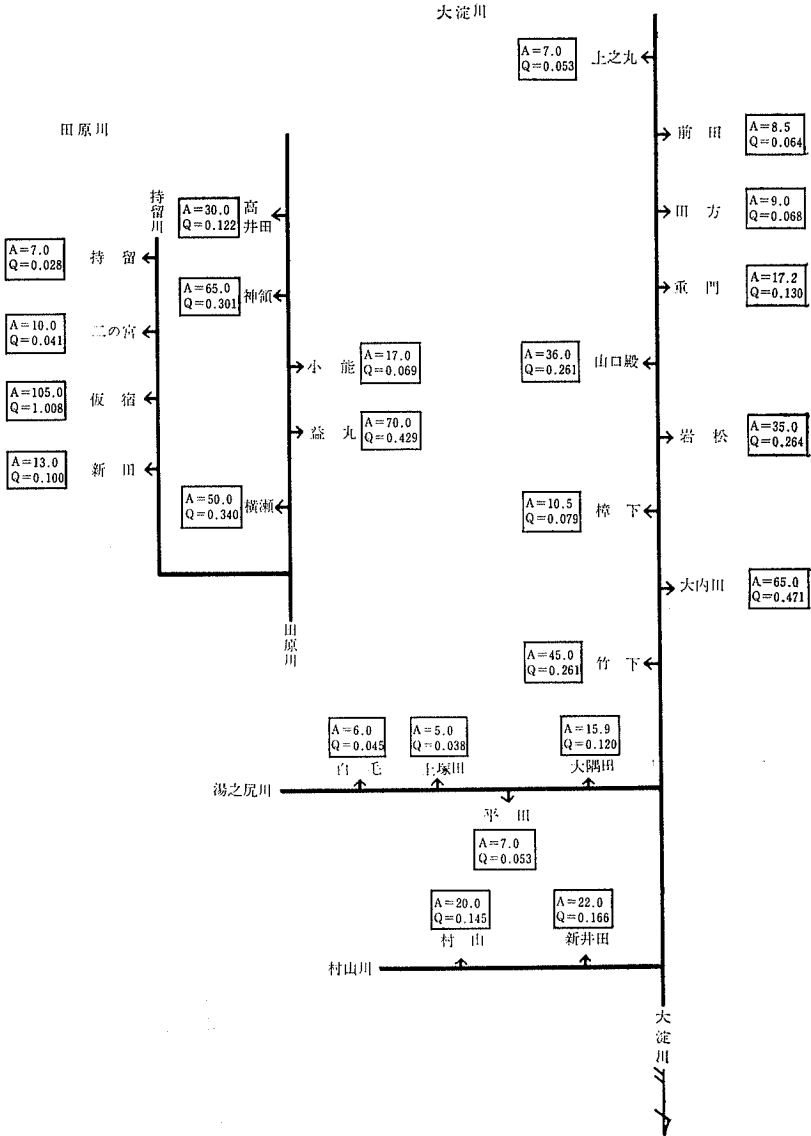 大淀川
A=7.0
Q=0.053
上之丸
A=8.5
Q=0.064
前田
A=9.0
Q=0.068
田方
A=17.2
Q=0.130
重門
A=36.0
Q=0.261
山口殿
A=35.0
Q=0.264
岩松
A=10.5
Q=0.079
樟下
A=65.0
Q=0.471
大内田
A=45.0
Q=0.261
竹下
田原川
持留川
A=7.0
Q=0.028
持留
A=10.0
Q=0.041
二の宮
A=105.0
Q=1.008
仮宿
A=13.0
Q=0.100
新田
A=30.0
Q=0.122
高
井田
A=65.0
Q=0.301
神領
小能
A=17.0
Q=0.069
益丸
A=70.0
Q=0.429
A=50.0
Q=0.340
横瀬
田原川
A=6.0
Q=0.045
白毛
A=5.0
Q=0.038
上塚田
A=15.9
Q=0.120
大隅田
湯之尻川
平田
A=7.0
Q=0.053
A=20.0
Q=0.145
村山
A=22.0
Q=0.166
新井田
村山川
大淀川